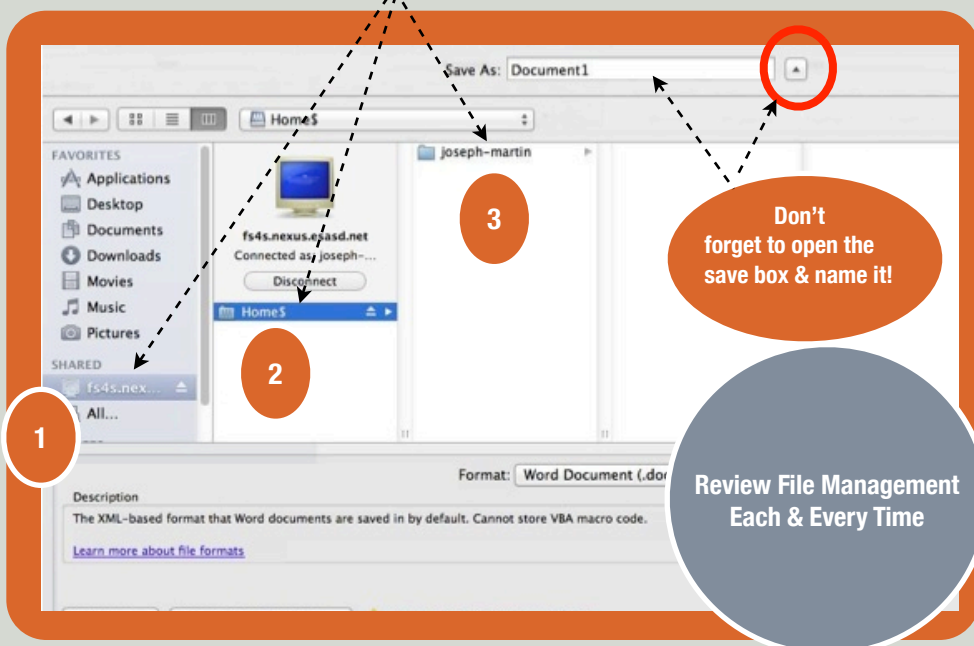 Save As: Document1
Home$
FAVORITES
Applications
Desktop
Documents
Downloads
Movies
Music
Pictures
SHARED
fs4s.nex...
All...
1
fs4s.nexus.esasd.net
Connected as: joseph-...
Disconnect
Home$
2
joseph-martin
3
Don't
forget to open the
save box & name it!
Format: Word Document (.doc
Description
The XML-based format that Word documents are saved in by default. Cannot store VBA macro code.
Learn more about file formats
Review File Management
Each & Every Time